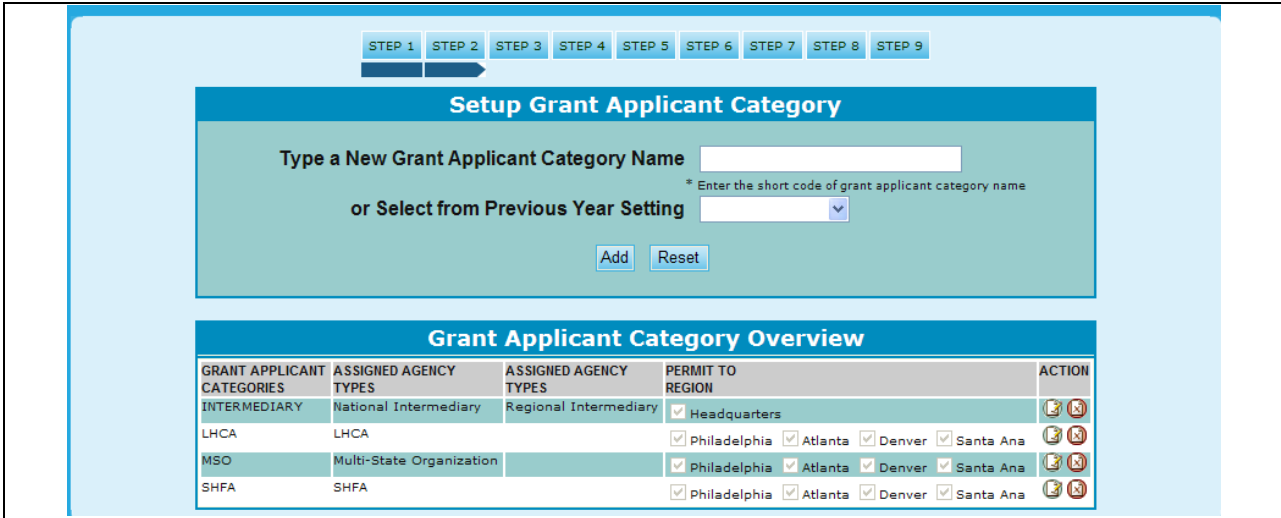 STEP 1 STEP 2 STEP 3 STEP 4 STEP 5 STEP 6 STEP 7 STEP 8 STEP 9
Setup Grant Applicant Category
Type a New Grant Applicant Category Name
* Enter the short code of grant applicant category name
or Select from Previous Year Setting
Add Reset
Grant Applicant Category Overview
GRANT APPLICANT ASSIGNED AGENCY ASSIGNED AGENCY PERMIT TO ACTION
CATEGORIES TYPES TYPES REGION
INTERMEDIARY National Intermediary Regional Intermediary Headquarters
LHCA LHCA Philadelphia Atlanta Denver Santa Ana
MSO Multi-State Organization Philadelphia Atlanta Denver Santa Ana
SHFA SHFA Philadelphia Atlanta Denver Santa Ana